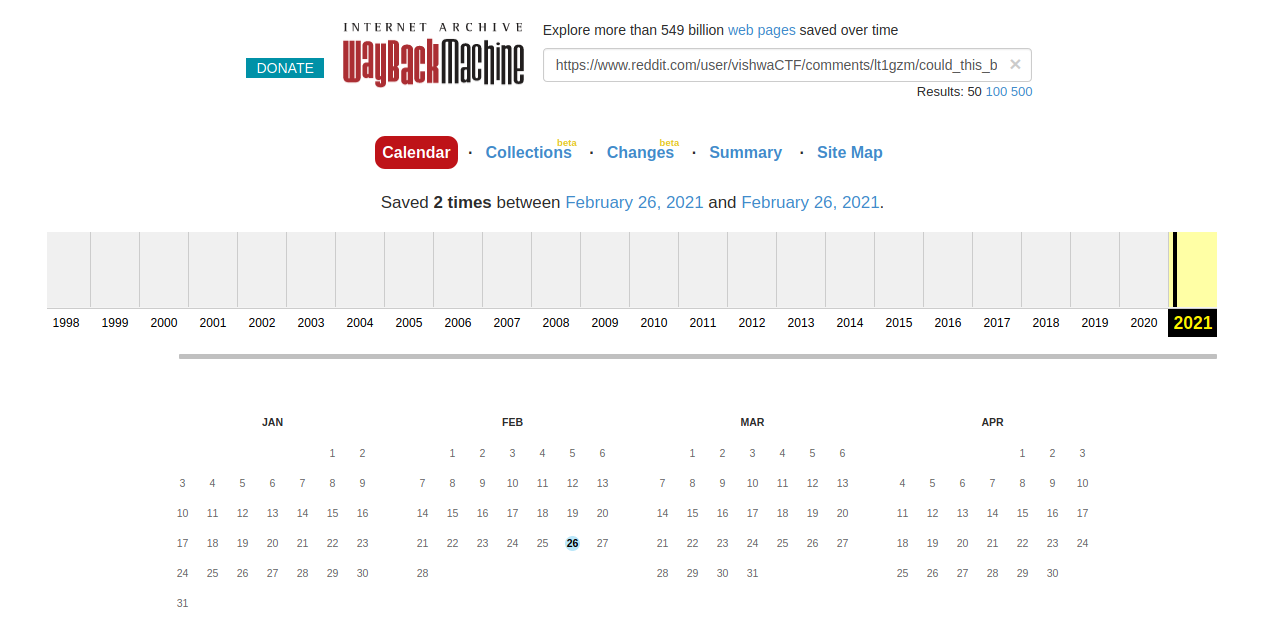 INTERNET ARCHIVE
WayBackMachine
DONATE
Explore more than 549 billion web pages saved over time
https://www.reddit.com/user/vishwaCTF/comments/lt1gzm/could_this_b ×
Results: 50 100 500
Calendar · Collections beta · Changes beta · Summary · Site Map
Saved 2 times between February 26, 2021 and February 26, 2021.
1998 1999 2000 2001 2002 2003 2004 2005 2006 2007 2008 2009 2010 2011 2012 2013 2014 2015 2016 2017 2018 2019 2020 2021
JAN
1 2
3 4 5 6 7 8 9
10 11 12 13 14 15 16
17 18 19 20 21 22 23
24 25 26 27 28 29 30
31
FEB
1 2 3 4 5 6
7 8 9 10 11 12 13
14 15 16 17 18 19 20
21 22 23 24 25 26 27
28
MAR
1 2 3 4 5 6
7 8 9 10 11 12 13
14 15 16 17 18 19 20
21 22 23 24 25 26 27
28 29 30 31
APR
1 2 3
4 5 6 7 8 9 10
11 12 13 14 15 16 17
18 19 20 21 22 23 24
25 26 27 28 29 30